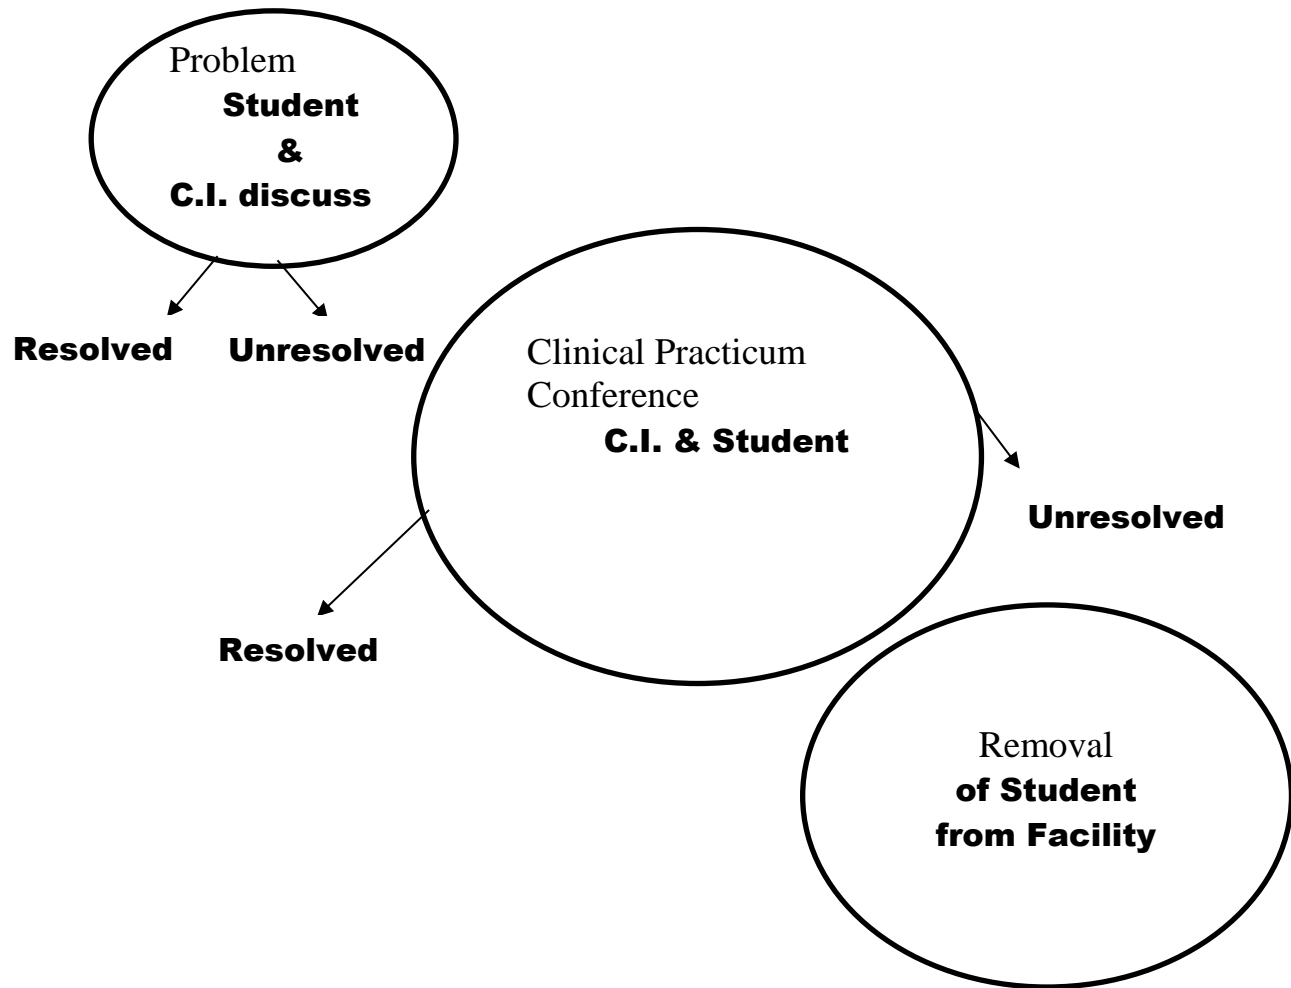 Problem
Student
&
C.I. discuss
Resolved
Unresolved
Clinical Practicum
Conference
C.I. & Student
Unresolved
Resolved
Removal
of Student
from Facility